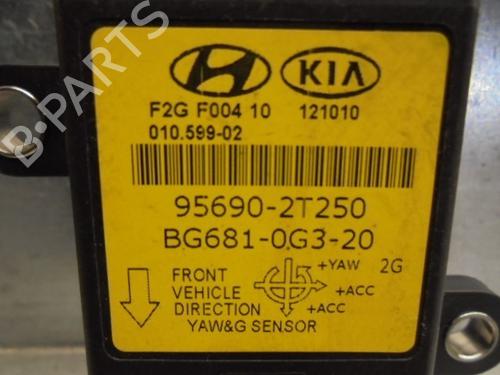 B-PARTS
KIA
F2G F004 10 121010
010.599-02
95690-2T250
BG681-0G3-20
FRONT
VEHICLE
DIRECTION
+YAW 2G
+ACC
+ACC
YAW&G SENSOR